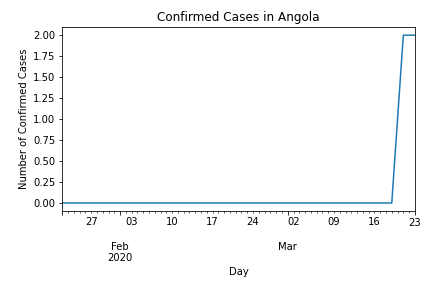 Confirmed Cases in Angola
Number of Confirmed Cases
2.00
1.75
1.50
1.25
1.00
0.75
0.50
0.25
0.00
27 03 10 17 24 02 09 16 23
Feb Mar
2020
Day